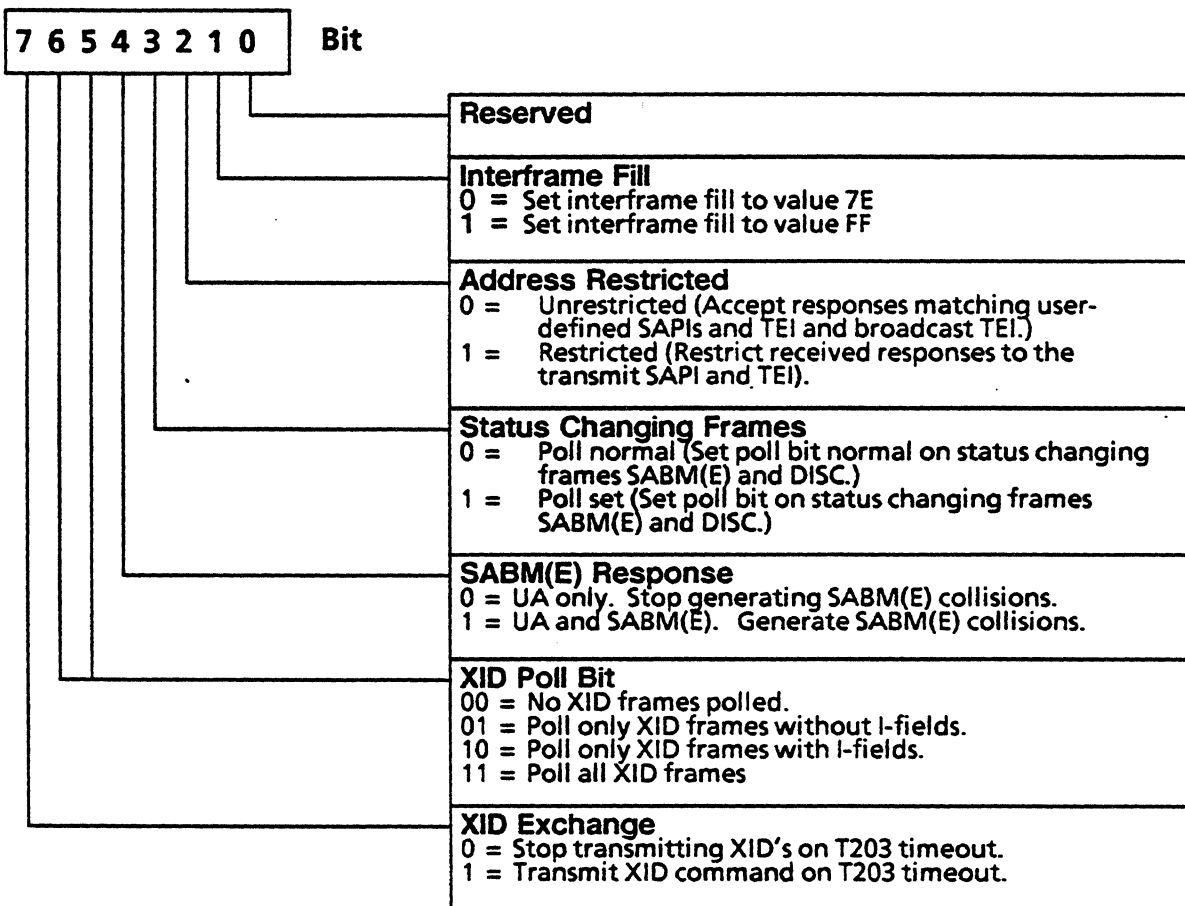 7 6 5 4 3 2 1 0 Bit
Reserved
Interframe Fill
0 = Set interframe fill to value 7E
1 = Set interframe fill to value FF
Address Restricted
0 = Unrestricted (Accept responses matching user-
defined SAPIs and TEI and broadcast TEI.)
1 = Restricted (Restrict received responses to the
transmit SAPI and TEI).
Status Changing Frames
0 = Poll normal (Set poll bit normal on status changing
frames SABM(E) and DISC.)
1 = Poll set (Set poll bit on status changing frames
SABM(E) and DISC.)
SABM(E) Response
0 = UA only. Stop generating SABM(E) collisions.
1 = UA and SABM(E). Generate SABM(E) collisions.
XID Poll Bit
00 = No XID frames polled.
01 = Poll only XID frames without I-fields.
10 = Poll only XID frames with I-fields.
11 = Poll all XID frames
XID Exchange
0 = Stop transmitting XID's on T203 timeout.
1 = Transmit XID command on T203 timeout.